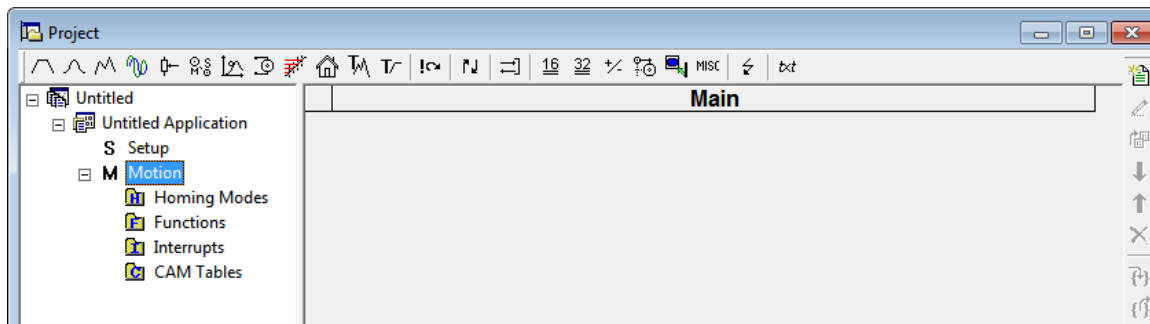 Project
16 32 +/- MISC txt
Untitled Main
Untitled Application
S Setup
M Motion
H Homing Modes
F Functions
I Interrupts
C CAM Tables